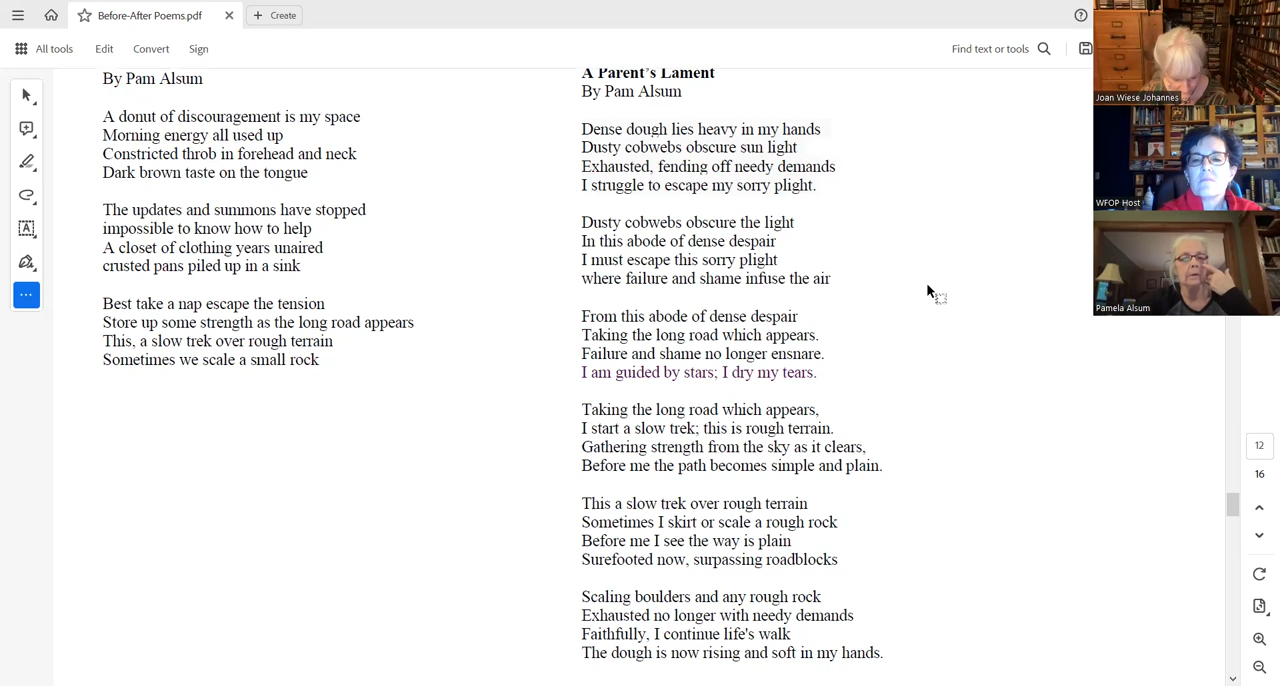 Before-After Poems.pdf
Create
All tools
Edit
Convert
Sign
Find text or tools
By Pam Alsum
A donut of discouragement is my space
Morning energy all used up
Constricted throb in forehead and neck
Dark brown taste on the tongue
The updates and summons have stopped
impossible to know how to help
A closet of clothing years unaired
crusted pans piled up in a sink
Best take a nap escape the tension
Store up some strength as the long road appears
This, a slow trek over rough terrain
Sometimes we scale a small rock
A Parent's Lament
By Pam Alsum
Dense dough lies heavy in my hands
Dusty cobwebs obscure sun light
Exhausted, fending off needy demands
I struggle to escape my sorry plight.
Dusty cobwebs obscure the light
In this abode of dense despair
I must escape this sorry plight
where failure and shame infuse the air
From this abode of dense despair
Taking the long road which appears.
Failure and shame no longer ensnare.
I am guided by stars; I dry my tears.
Taking the long road which appears,
I start a slow trek; this is rough terrain.
Gathering strength from the sky as it clears,
Before me the path becomes simple and plain.
This a slow trek over rough terrain
Sometimes I skirt or scale a rough rock
Before me I see the way is plain
Surefooted now, surpassing roadblocks
Scaling boulders and any rough rock
Exhausted no longer with needy demands
Faithfully, I continue life's walk
The dough is now rising and soft in my hands.
Joan Wiese Johannes
WFOP Host
Pamela Alsum
12
16